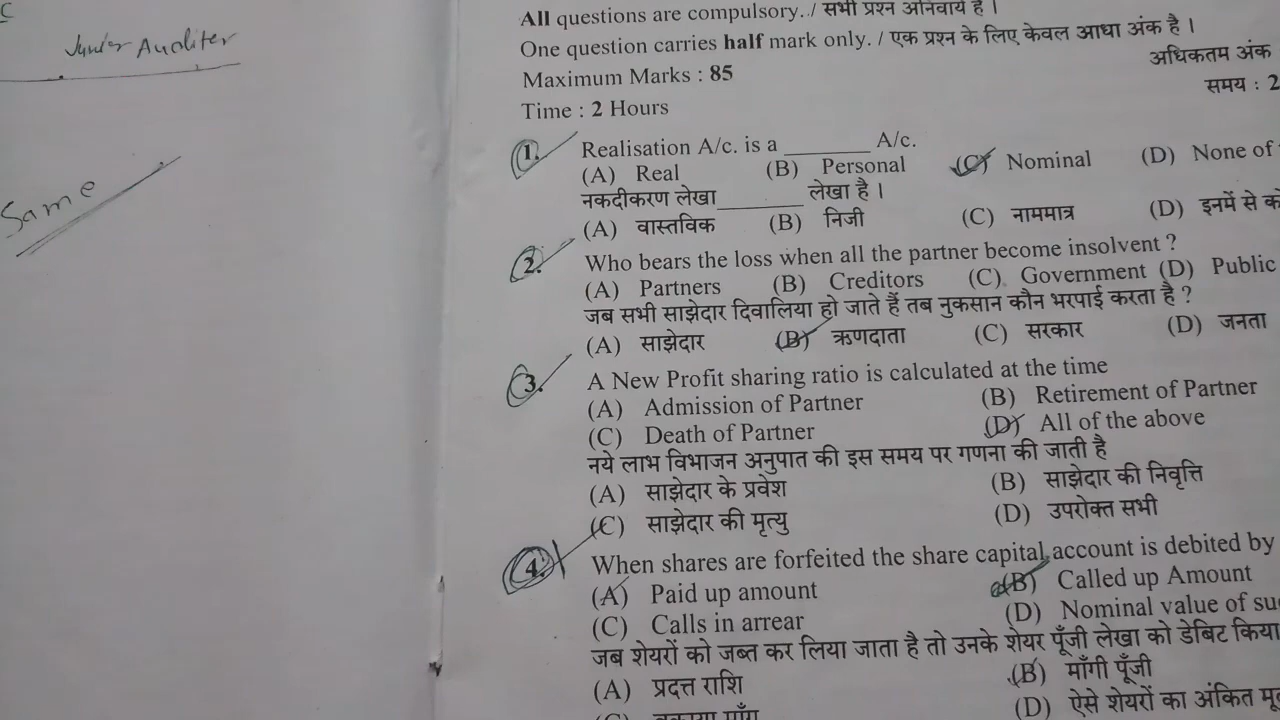 c
Junior Auditer
Same
All questions are compulsory. / सभी प्रश्न अनिवार्य है ।
One question carries half mark only. / एक प्रश्न के लिए केवल आधा अंक है ।
अधिकतम अंक
Maximum Marks : 85
समय : 2
Time : 2 Hours
1. Realisation A/c. is a ________ A/c.
(A) Real (B) Personal (C) Nominal (D) None of
नकदीकरण लेखा ________ लेखा है ।
(A) वास्तविक (B) निजी (C) नाममात्र (D) इनमें से
2. Who bears the loss when all the partner become insolvent ?
(A) Partners (B) Creditors (C) Government (D) Public
जब सभी साझेदार दिवालिया हो जाते हैं तब नुकसान कौन भरपाई करता है ?
(A) साझेदार (B) ऋणदाता (C) सरकार (D) जनता
3. A New Profit sharing ratio is calculated at the time
(A) Admission of Partner (B) Retirement of Partner
(C) Death of Partner (D) All of the above
नये लाभ विभाजन अनुपात की इस समय पर गणना की जाती है
(A) साझेदार के प्रवेश (B) साझेदार की निवृत्ति
(C) साझेदार की मृत्यु (D) उपरोक्त सभी
4. When shares are forfeited the share capital account is debited by
(A) Paid up amount (B) Called up Amount
(C) Calls in arrear (D) Nominal value of
जब शेयरों को जब्त कर लिया जाता है तो उनके शेयर पूँजी लेखा को डेबिट किया
(A) प्रदत्त राशि (B) माँगी पूँजी
(D) ऐसे शेयरों का अंकित